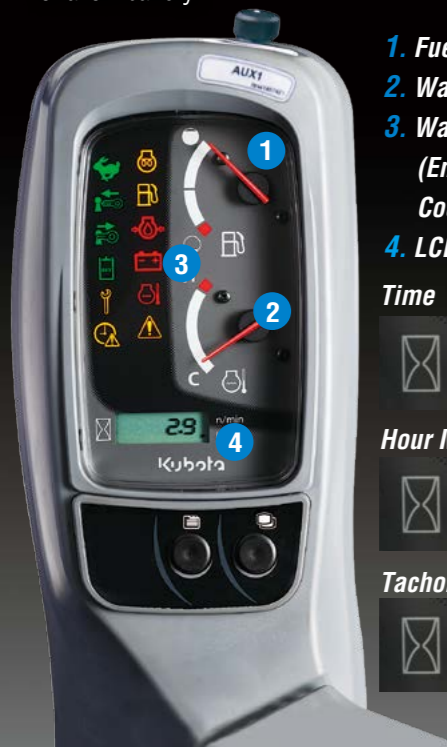 AUX1
1
2
3
4
C
2.9
n/min
Kubota
1. Fue
2. Wa
3. Wa
(En
Co
4. LCD
Time
Hour
Tacho